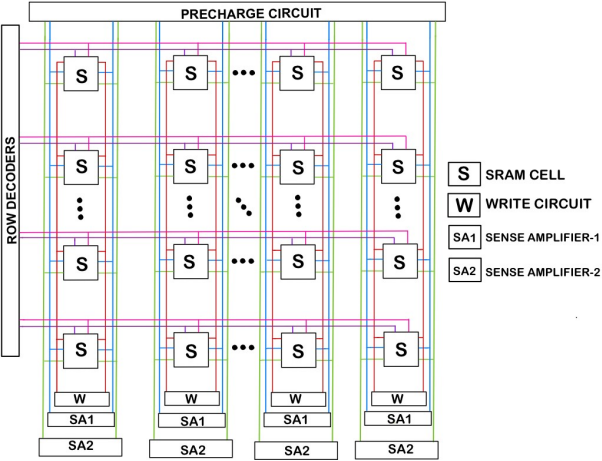 PRECHARGE CIRCUIT
ROW DECODERS
S S S S
S S S S
S SRAM CELL
W WRITE CIRCUIT
SA1 SENSE AMPLIFIER-1
SA2 SENSE AMPLIFIER-2
S S S S
S S S S
W W W W
SA1 SA1 SA1 SA1
SA2 SA2 SA2 SA2